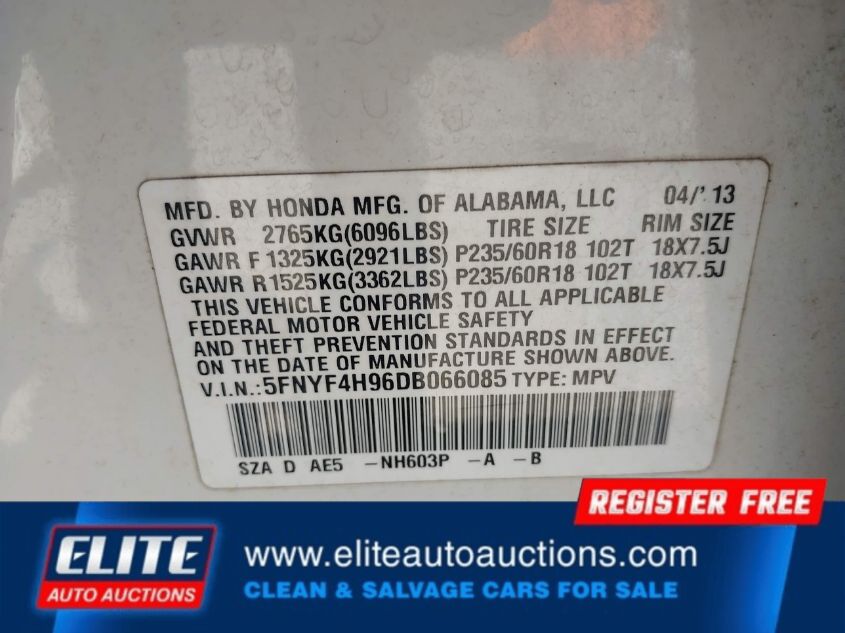 MFD. BY HONDA MFG. OF ALABAMA, LLC 04/'13
GVWR 2765KG(6096LBS) TIRE SIZE RIM SIZE
GAWR F 1325KG(2921LBS) P235/60R18 102T 18X7.5J
GAWR R1525KG(3362LBS) P235/60R18 102T 18X7.5J
THIS VEHICLE CONFORMS TO ALL APPLICABLE
FEDERAL MOTOR VEHICLE SAFETY
AND THEFT PREVENTION STANDARDS IN EFFECT
ON THE DATE OF MANUFACTURE SHOWN ABOVE.
V.I.N.:5FNYF4H96DB066085 TYPE: MPV
SZA D AE5 -NH603P -A -B
REGISTER FREE
ELITE
AUTO AUCTIONS
www.eliteautoauctions.com
CLEAN & SALVAGE CARS FOR SALE